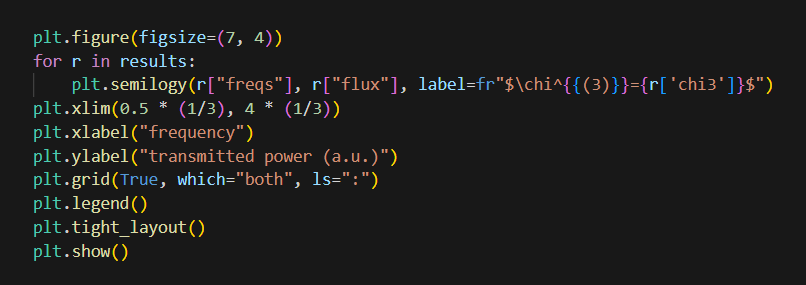 plt.figure(figsize=(7, 4))
for r in results:
    plt.semilogy(r["freqs"], r["flux"], label=fr"$\chi^{{(3)}}={r['chi3']}$")
plt.xlim(0.5 * (1/3), 4 * (1/3))
plt.xlabel("frequency")
plt.ylabel("transmitted power (a.u.)")
plt.grid(True, which="both", ls=":")
plt.legend()
plt.tight_layout()
plt.show()